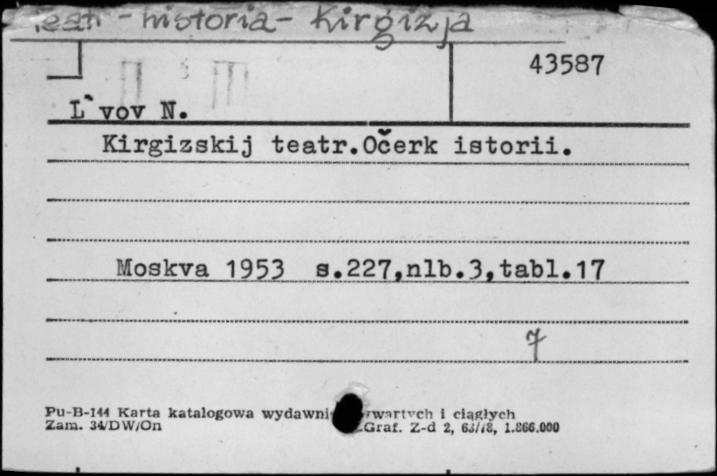 Teatr - historia - Kirgizja
43587
L`vov N.
Kirgizskij teatr.Očerk istorii.
Moskva 1953 s.227,nlb.3,tabl.17
7
Pu-B-144 Karta katalogowa wydawni wartych i ciągłych
Zam. 34/DW/On Graf. Z-d 2, 63/78, 1.866.000